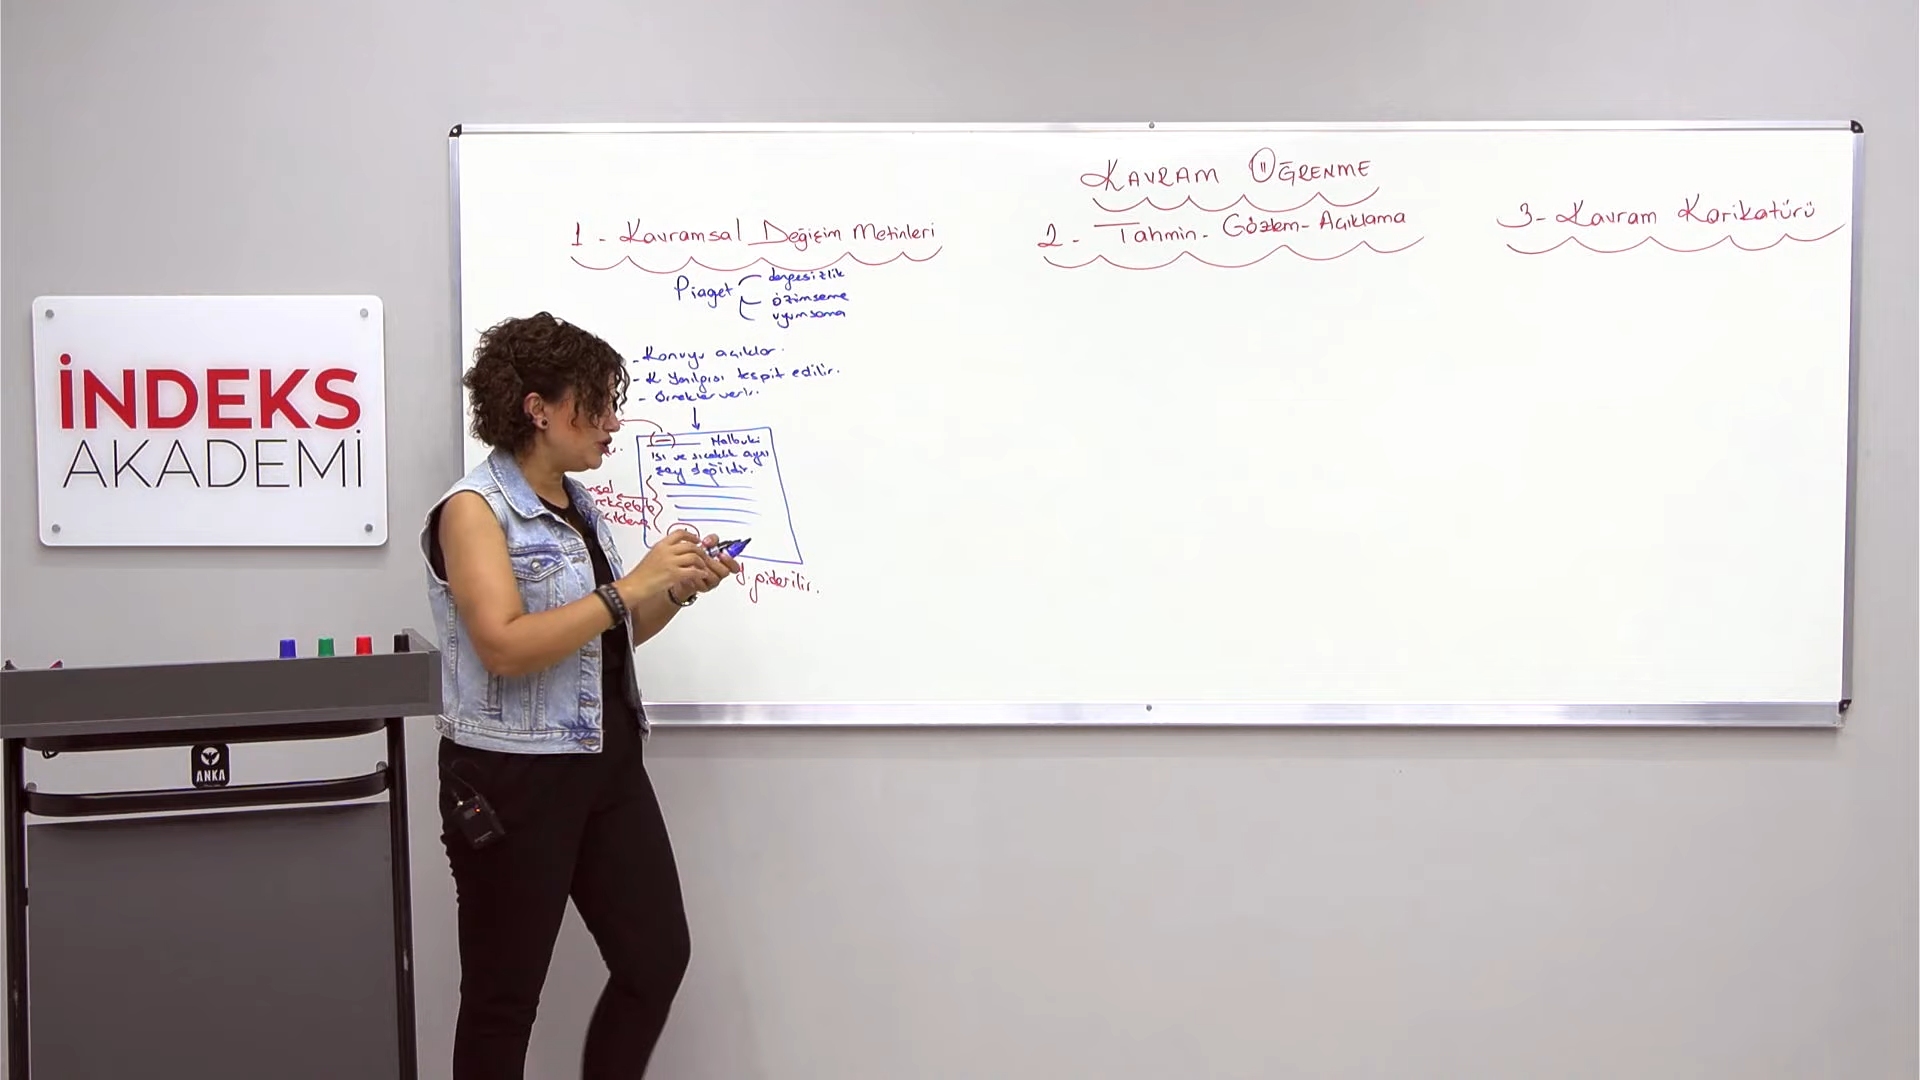 KAVRAM ÖĞRENME
1 - Kavramsal Değişim Metinleri
Piaget
dengesizlik
özümseme
uyumsama
- Konuyu açıklar.
- K yanılgısı tespit edilir.
- Örnekler verir.
Halbuki
ısı ve sıcaklık aynı
şey değildir.
y. giderilir.
2 - Tahmin - Gözlem - Açıklama
3 - Kavram Karikatürü
İNDEKS
AKADEMİ
ANKA